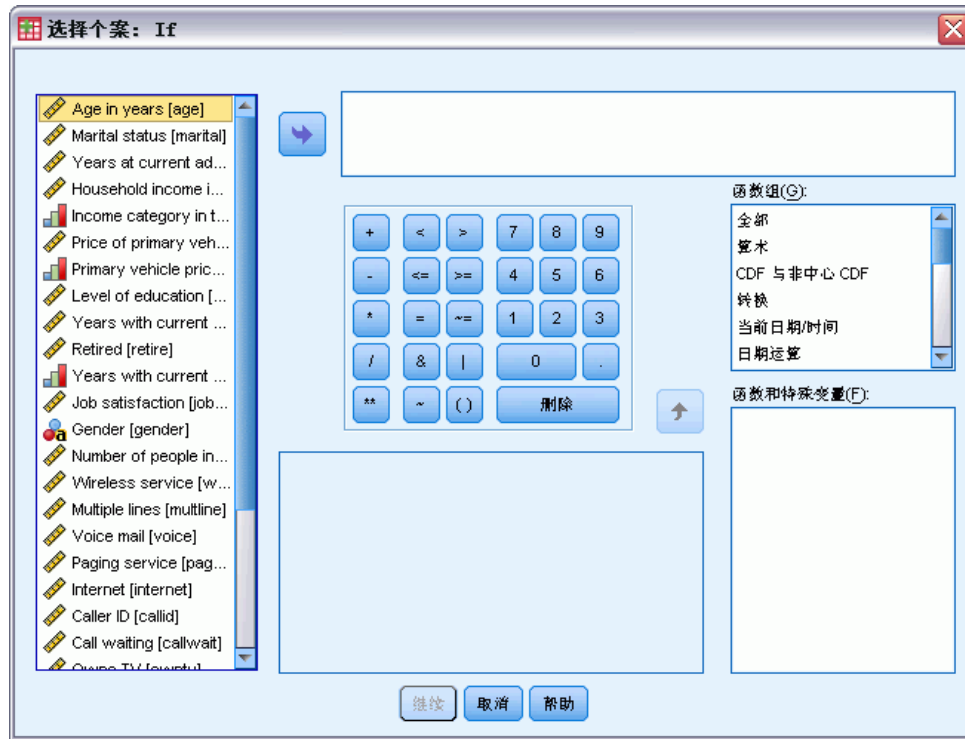 选择个案: If
Age in years [age]
Marital status [marital]
Years at current ad...
Household income i...
Income category in t...
Price of primary veh...
Primary vehicle pric...
Level of education [...
Years with current ...
Retired [retire]
Years with current ...
Job satisfaction [job...
Gender [gender]
Number of people in...
Wireless service [w...
Multiple lines [multline]
Voice mail [voice]
Paging service [pag...
Internet [internet]
Caller ID [callid]
Call waiting [callwait]
Owns TV [owntv]
+ < > 7 8 9
- <= >= 4 5 6
* = ~= 1 2 3
/ & | 0 .
** ~ ( ) 删除
函数组(G):
全部
算术
CDF 与非中心 CDF
转换
当前日期/时间
日期运算
函数和特殊变量(F):
继续 取消 帮助